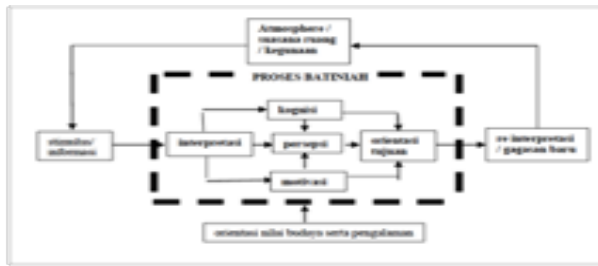 Atmosphere /
suasana ruang
/ kegunaan
PROSES BATINIAH
kognisi
stimulus/
informasi
interpretasi
persepsi
orientasi
tujuan
re interpretasi
/ gagasan baru
motivasi
orientasi nilai budaya serta pengalaman